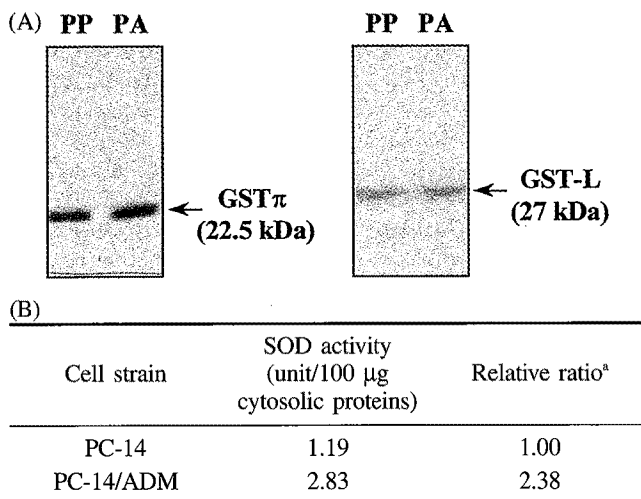 (A) PP PA PP PA
GSTπ
(22.5 kDa)
GST-L
(27 kDa)
(B)
Cell strain SOD activity (unit/100 μg cytosolic proteins) Relative ratioᵃ
PC-14 1.19 1.00
PC-14/ADM 2.83 2.38